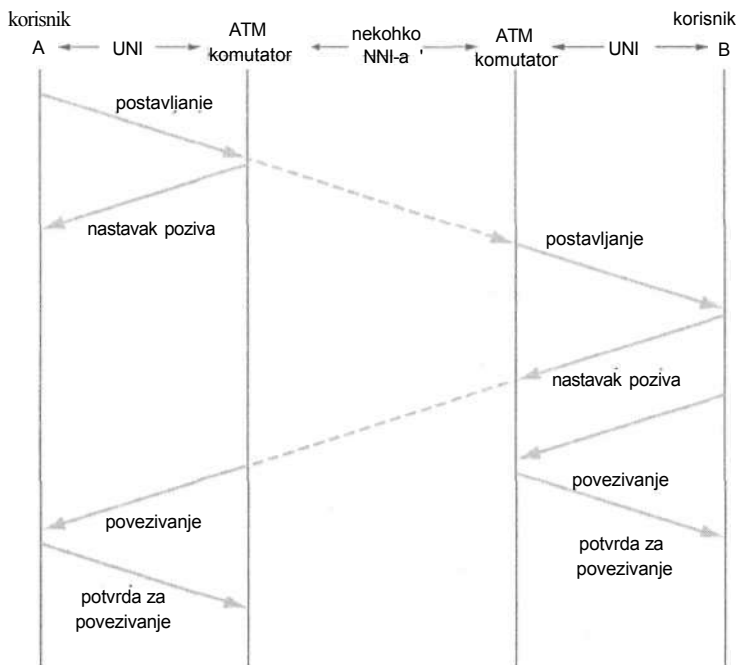 korisnik
A
UNI
ATM
komutator
nekohko
NNI-a '
ATM
komutator
UNI
korisnik
B
postavljanje
nastavak poziva
postavljanje
nastavak poziva
povezivanje
povezivanje
potvrda za
povezivanje
potvrda za
povezivanje